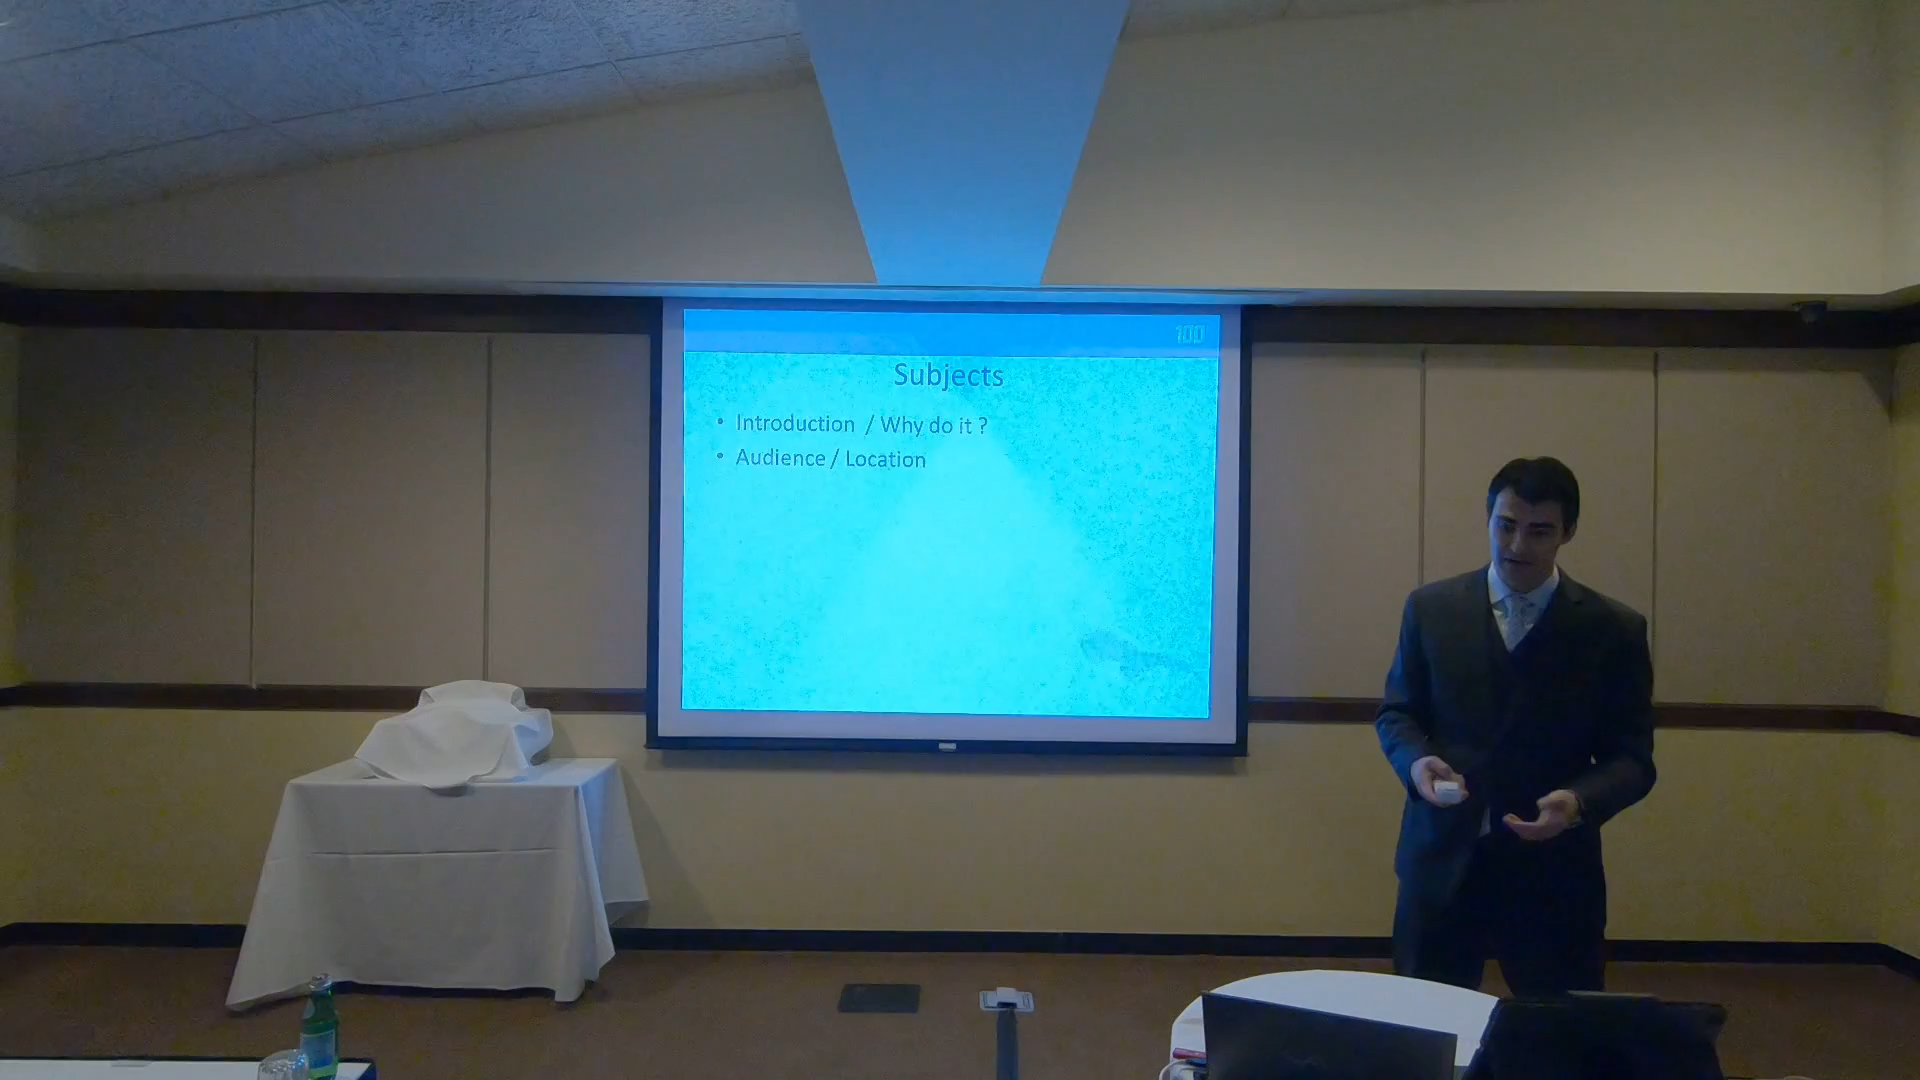 100
Subjects
• Introduction / Why do it ?
• Audience / Location